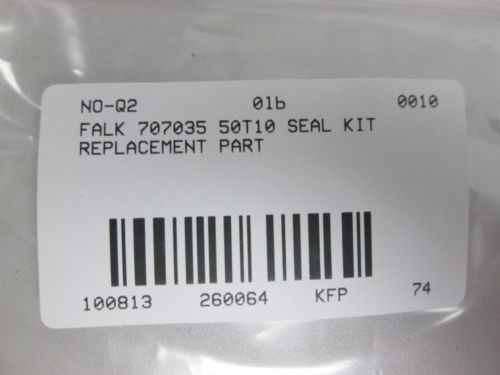 NO-Q2 0lb 0010
FALK 707035 50T10 SEAL KIT
REPLACEMENT PART
100813 260064 KFP 74